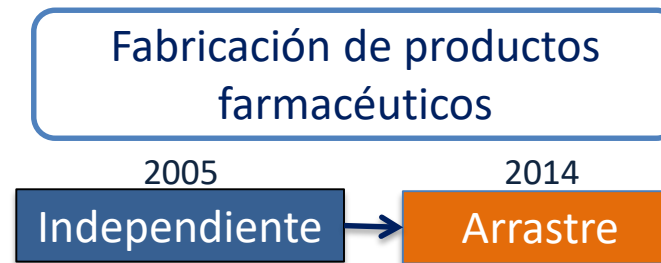 Fabricación de productos
farmacéuticos
2005 2014
Independiente Arrastre